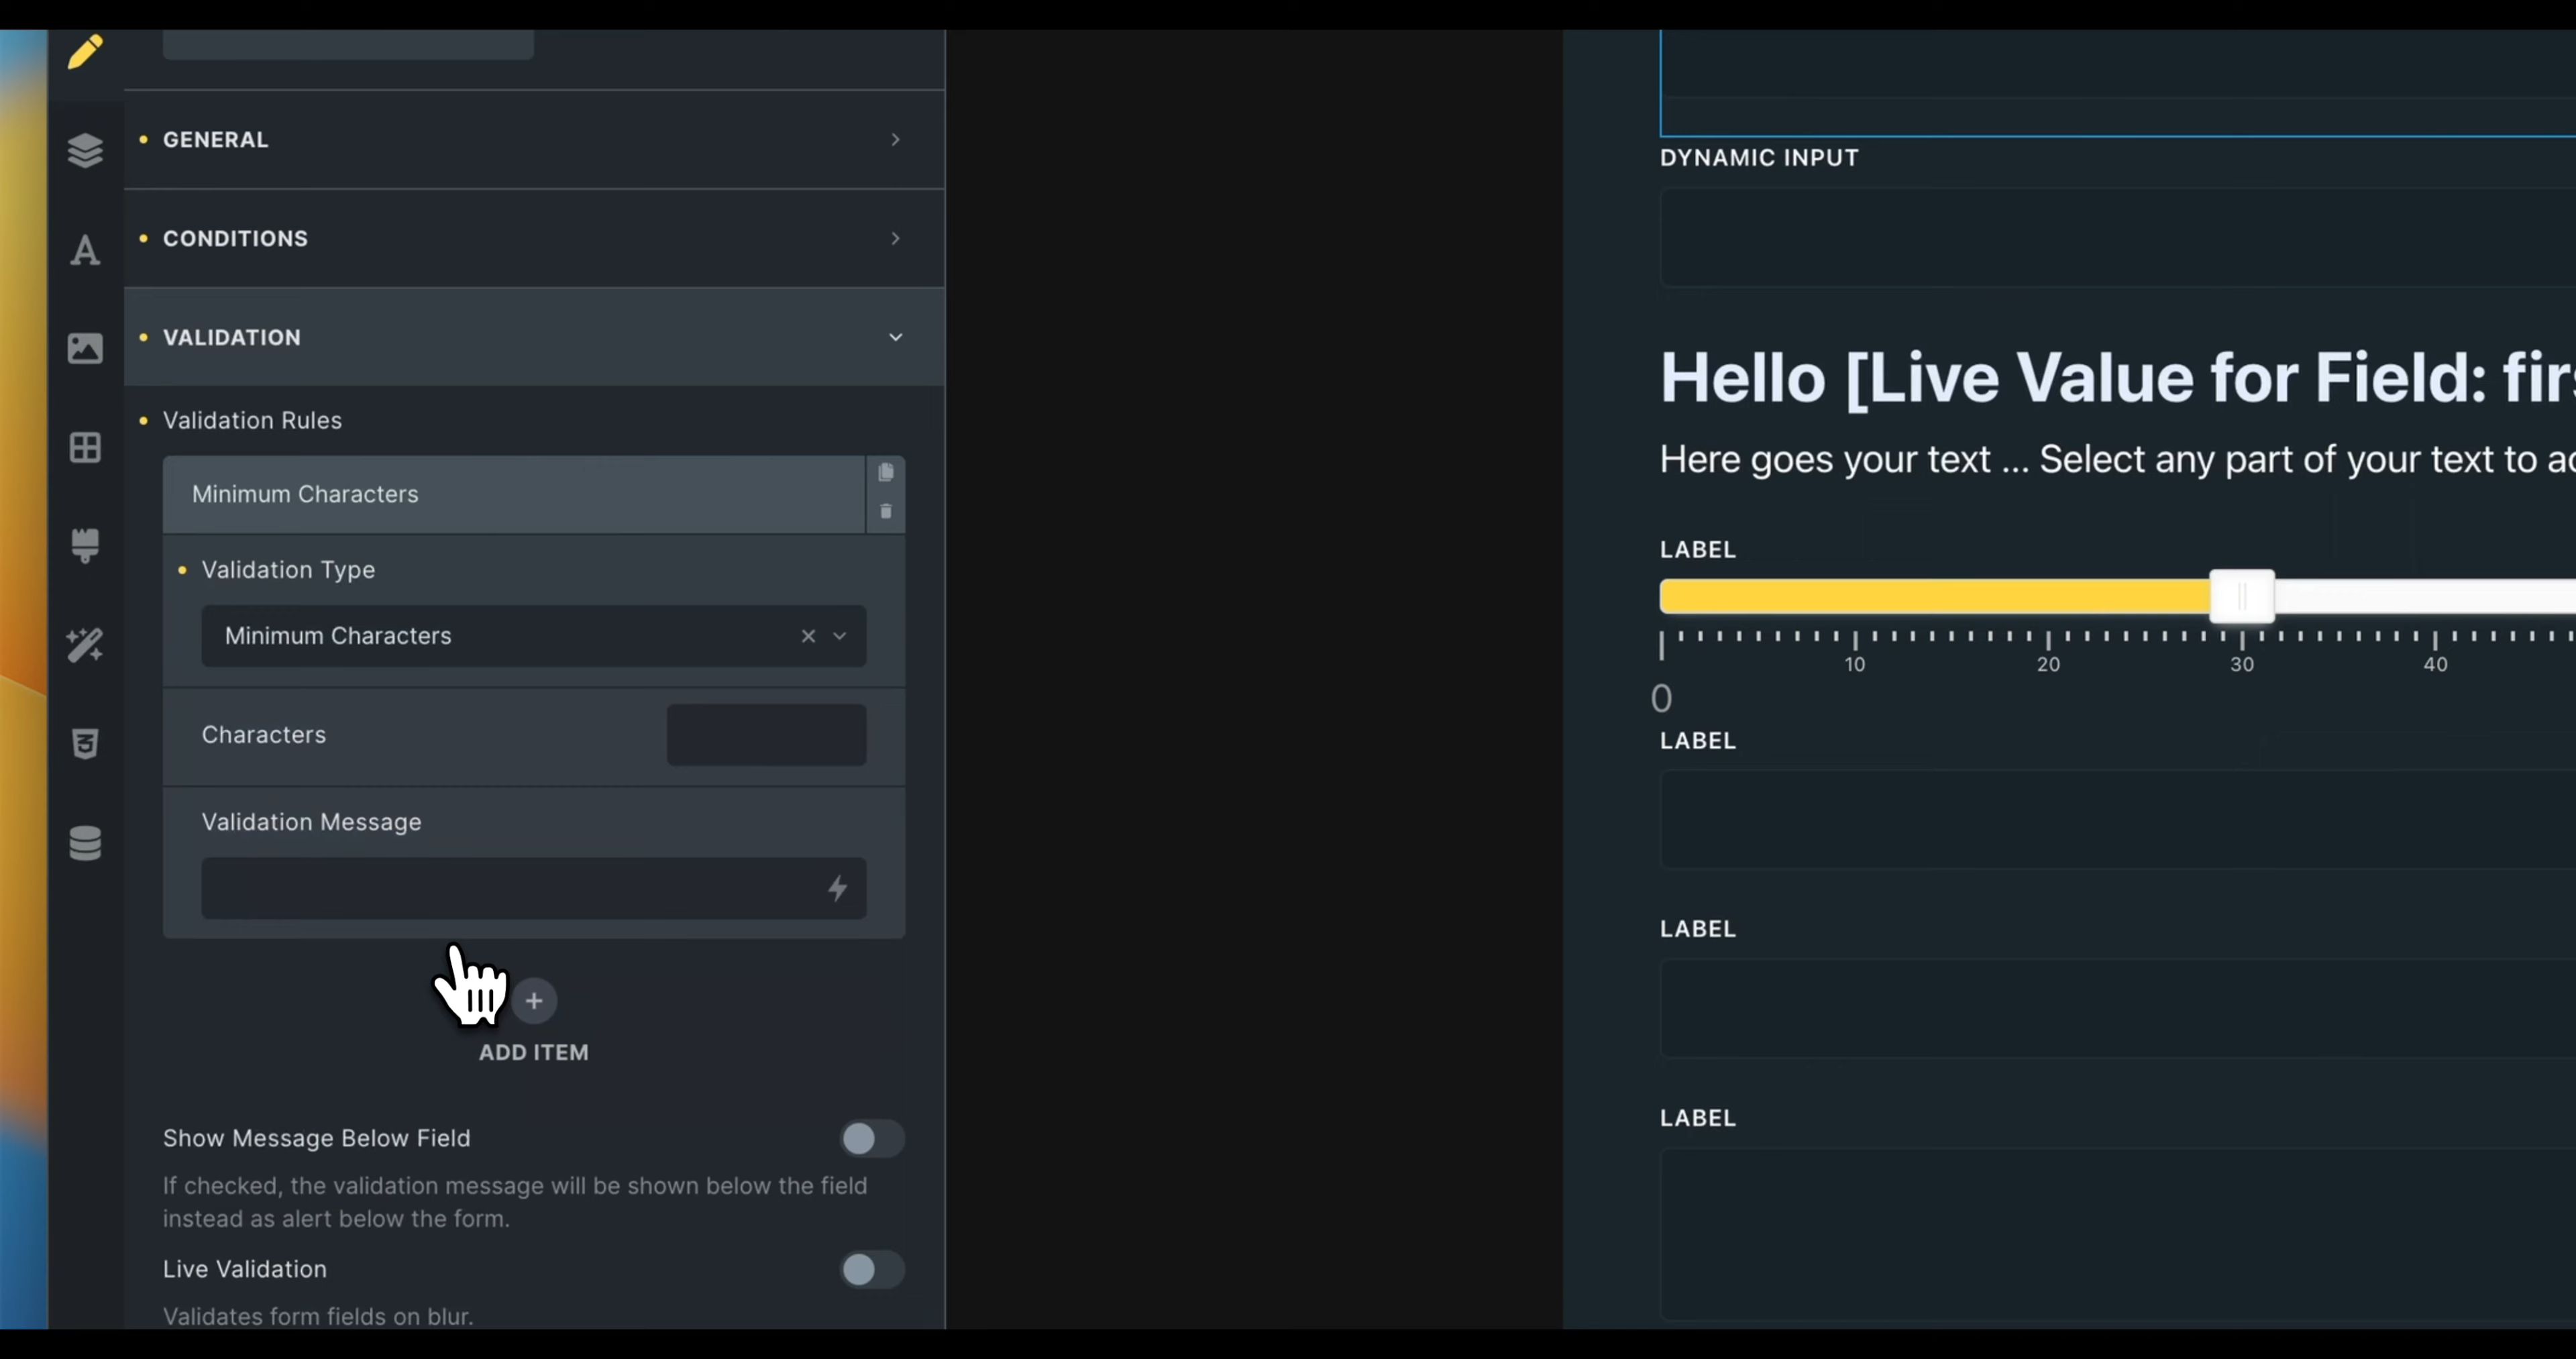 GENERAL
CONDITIONS
VALIDATION
Validation Rules
Minimum Characters
Validation Type
Minimum Characters
Characters
Validation Message
ADD ITEM
Show Message Below Field
If checked, the validation message will be shown below the field
instead as alert below the form.
Live Validation
Validates form fields on blur.
DYNAMIC INPUT
Hello [Live Value for Field:
Here goes your text ... Select any part of your text to
LABEL
10 20 30 40
0
LABEL
LABEL
LABEL